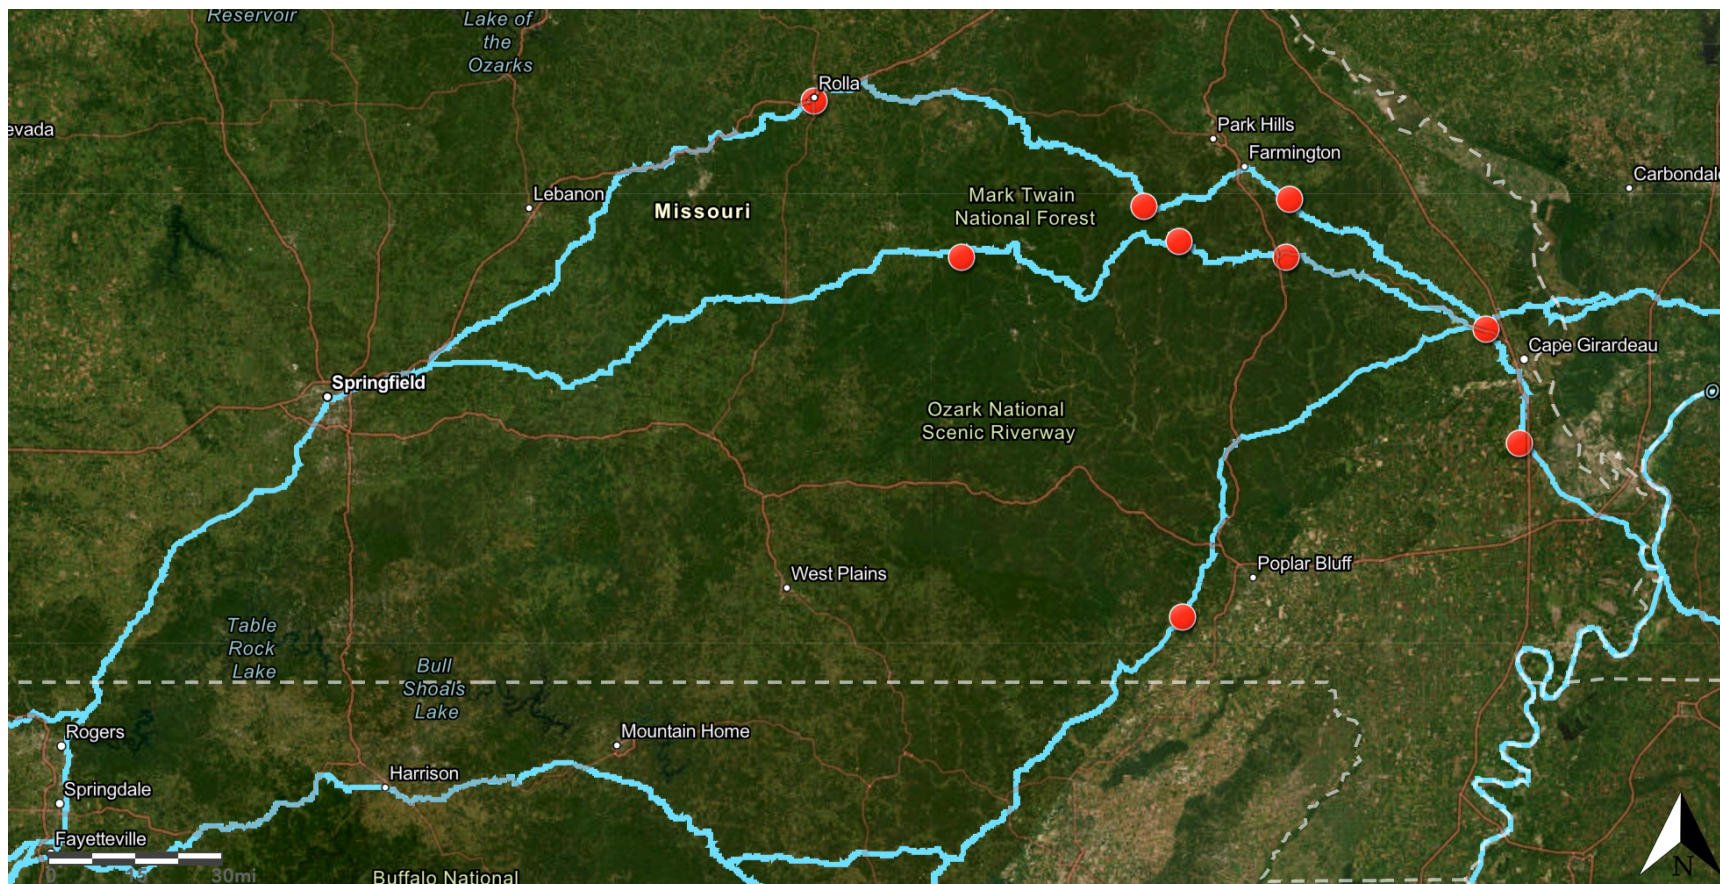 Reservoir
Lake of
the
Ozarks
Rolla
evada
Park Hills
Farmington
Carbondale
Lebanon
Missouri
Mark Twain
National Forest
Cape Girardeau
Springfield
O
Ozark National
Scenic Riverway
Poplar Bluff
West Plains
Table
Rock
Lake
Bull
Shoals
Lake
Rogers
Mountain Home
Harrison
Springdale
Fayetteville
0 15 30mi
Buffalo National
N